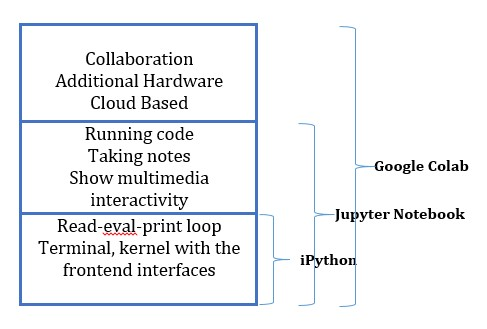 Collaboration
Additional Hardware
Cloud Based
Running code
Taking notes
Show multimedia
interactivity
Read-eval-print loop
Terminal, kernel with the
frontend interfaces
Google Colab
Jupyter Notebook
iPython